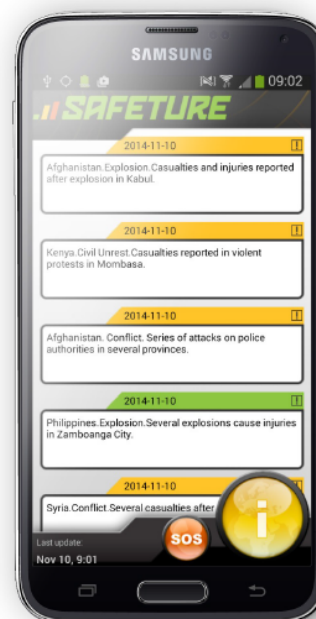 SAMSUNG
09:02
SAFETURE
2014-11-10
Afghanistan.Explosion.Casualties and injuries reported
after explosion in Kabul.
2014-11-10
Kenya.Civil Unrest.Casualties reported in violent
protests in Mombasa.
2014-11-10
Afghanistan. Conflict. Series of attacks on police
authorities in several provinces.
2014-11-10
Philippines.Explosion.Several explosions cause injuries
in Zamboanga City.
2014-11-10
Syria.Conflict.Several casualties after
Last update:
Nov 10, 9:01
SOS
i